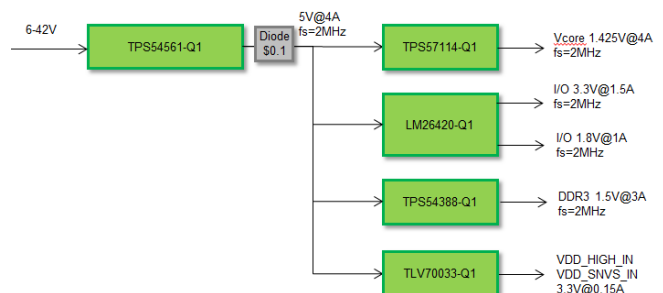 6-42V
TPS54561-Q1
Diode
$0.1
5V@4A
fs=2MHz
TPS57114-Q1
Vcore 1.425V@4A
fs=2MHz
LM26420-Q1
I/O 3.3V@1.5A
fs=2MHz
I/O 1.8V@1A
fs=2MHz
TPS54388-Q1
DDR3 1.5V@3A
fs=2MHz
TLV70033-Q1
VDD_HIGH_IN
VDD_SNVS_IN
3.3V@0.15A